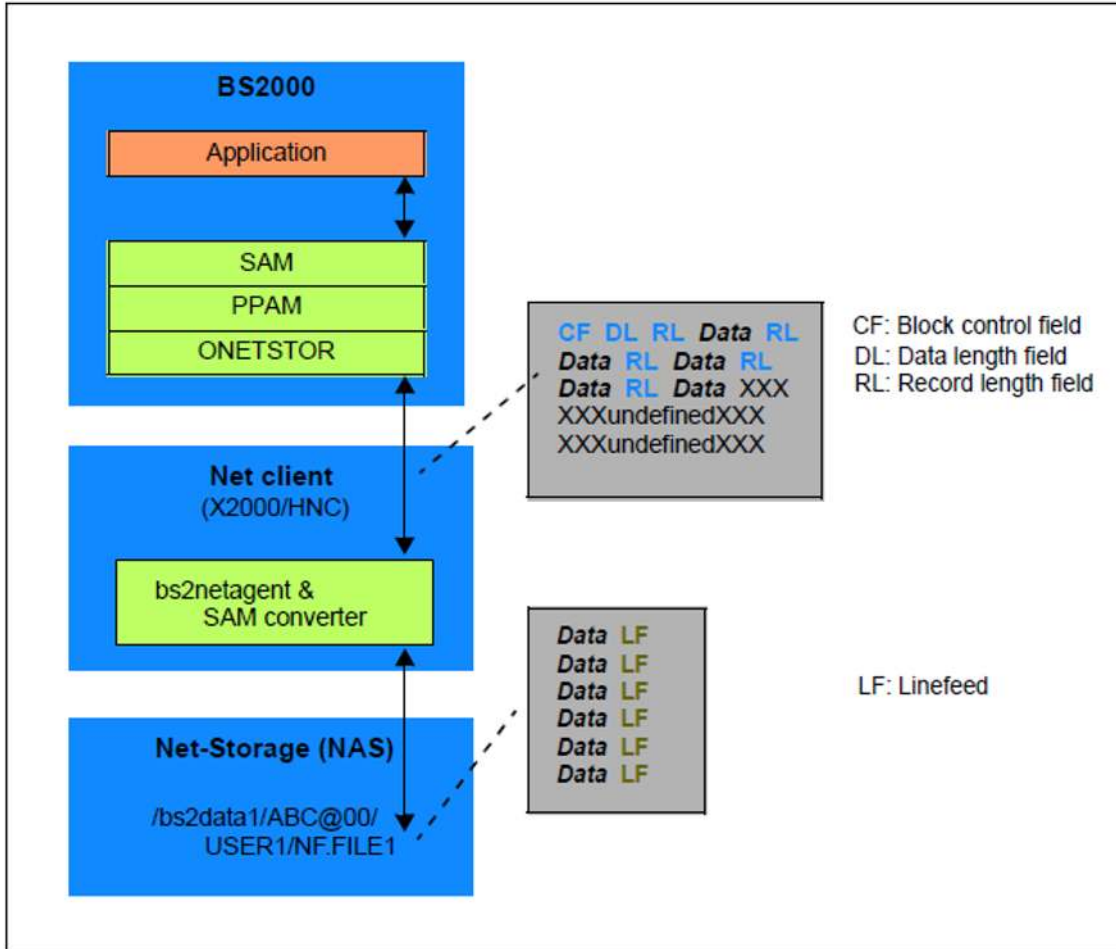 BS2000
Application
SAM
PPAM
ONETSTOR
CF DL RL Data RL
Data RL Data RL
Data RL Data XXX
XXXundefinedXXX
XXXundefinedXXX
CF: Block control field
DL: Data length field
RL: Record length field
Net client
(X2000/HNC)
bs2netagent &
SAM converter
Data LF
Data LF
Data LF
Data LF
Data LF
Data LF
LF: Linefeed
Net-Storage (NAS)
/bs2data1/ABC@00/
USER1/NF.FILE1